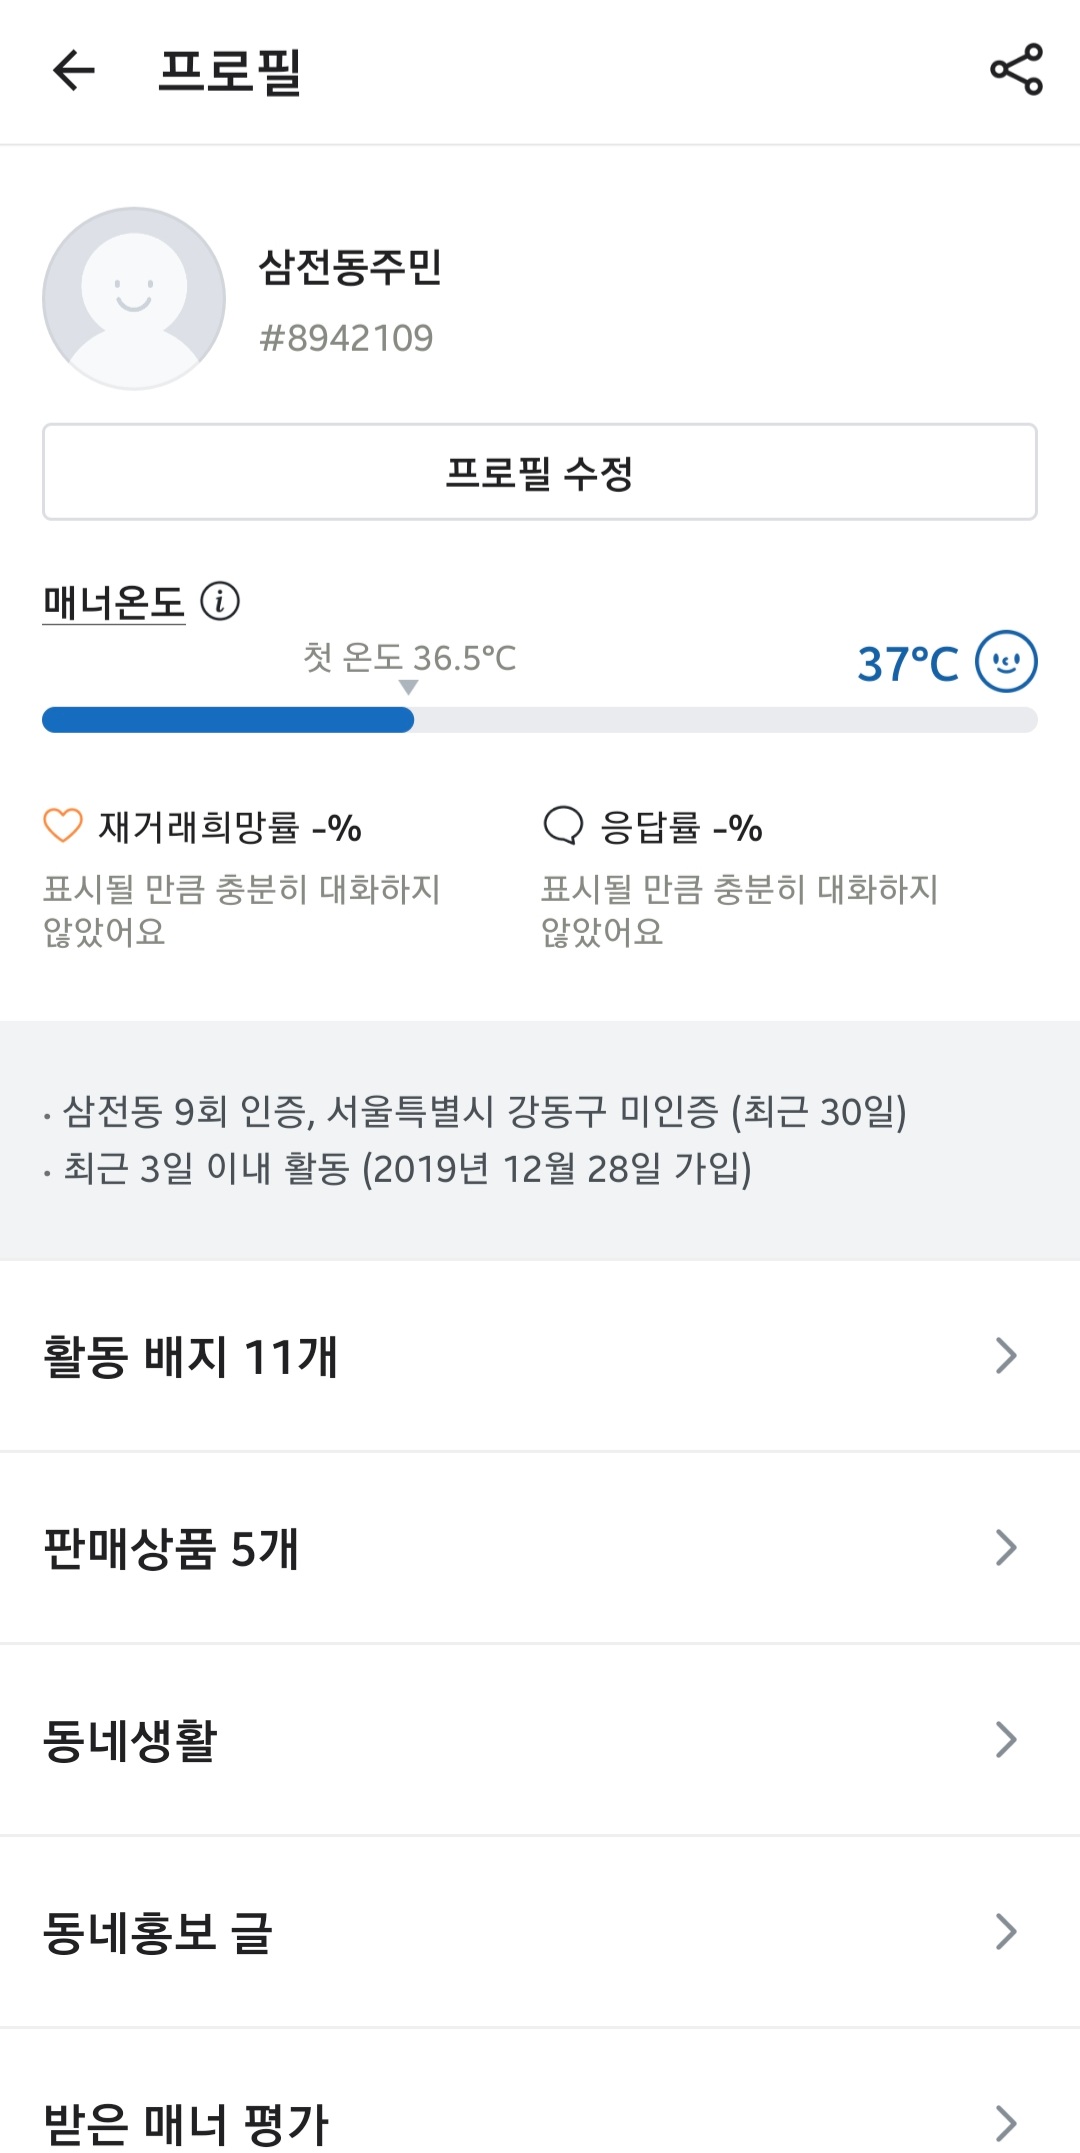 프로필
삼전동주민
#8942109
프로필 수정
매너온도
첫 온도 36.5°C
37°C
재거래희망률 -%
표시될 만큼 충분히 대화하지
않았어요
응답률 -%
표시될 만큼 충분히 대화하지
않았어요
· 삼전동 9회 인증, 서울특별시 강동구 미인증 (최근 30일)
· 최근 3일 이내 활동 (2019년 12월 28일 가입)
활동 배지 11개
판매상품 5개
동네생활
동네홍보 글
받은 매너 평가